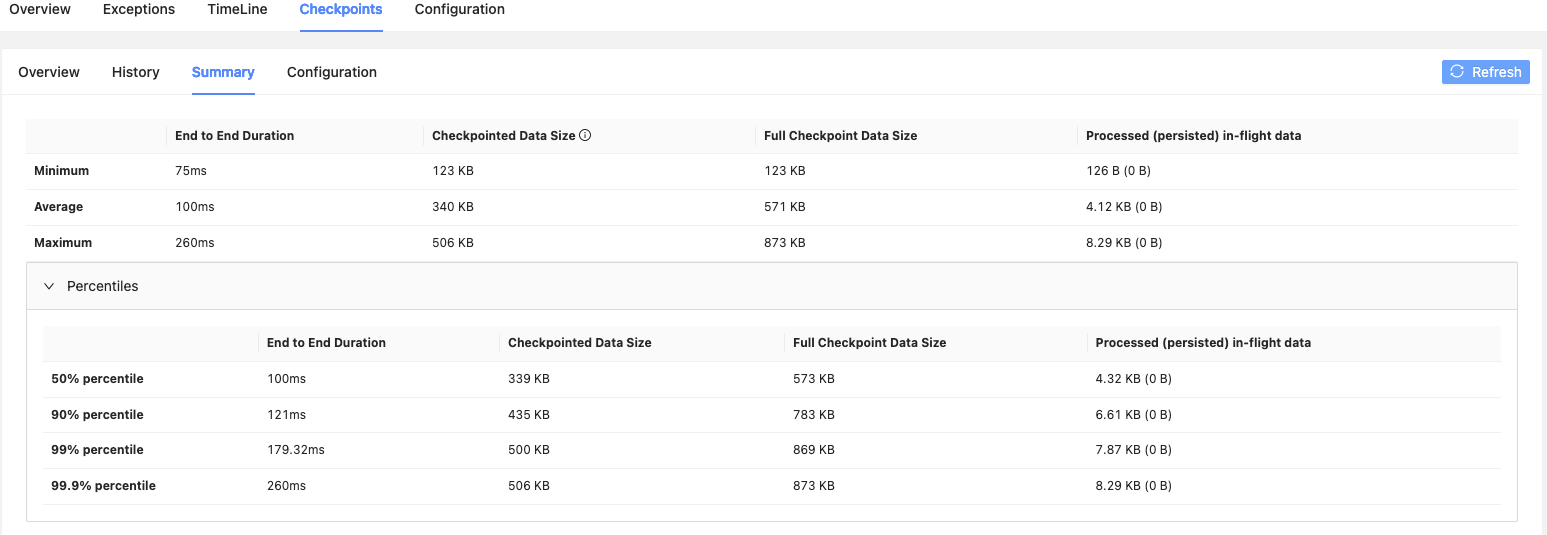 Overview Exceptions TimeLine Checkpoints Configuration
Overview History Summary Configuration Refresh
End to End Duration Checkpointed Data Size Full Checkpoint Data Size Processed (persisted) in-flight data
Minimum 75ms 123 KB 123 KB 126 B (0 B)
Average 100ms 340 KB 571 KB 4.12 KB (0 B)
Maximum 260ms 506 KB 873 KB 8.29 KB (0 B)
Percentiles
End to End Duration Checkpointed Data Size Full Checkpoint Data Size Processed (persisted) in-flight data
50% percentile 100ms 339 KB 573 KB 4.32 KB (0 B)
90% percentile 121ms 435 KB 783 KB 6.61 KB (0 B)
99% percentile 179.32ms 500 KB 869 KB 7.87 KB (0 B)
99.9% percentile 260ms 506 KB 873 KB 8.29 KB (0 B)